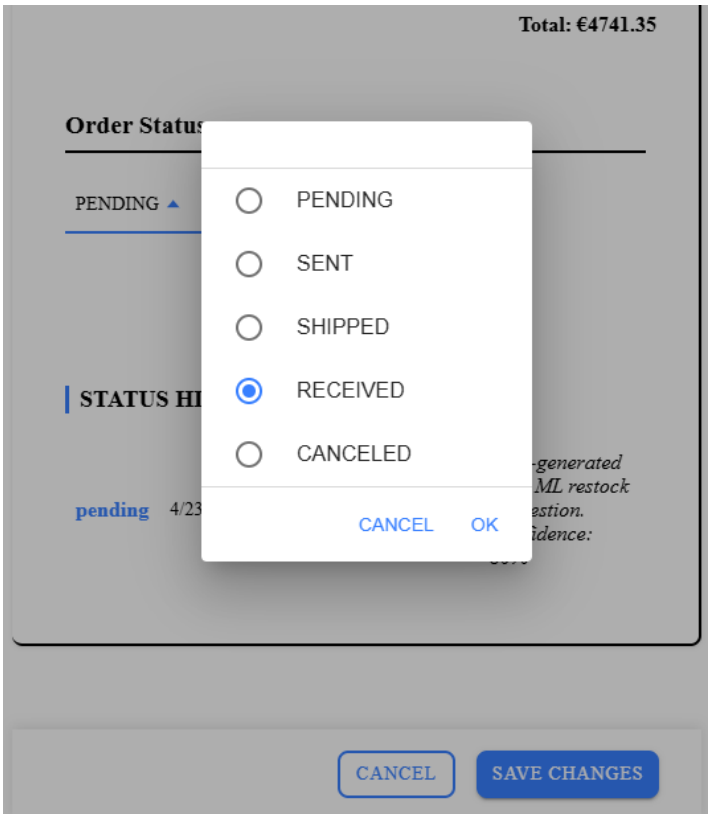 Total: €4741.35
Order Status
PENDING
PENDING
SENT
SHIPPED
RECEIVED
CANCELED
CANCEL OK
STATUS
pending 4/23
-generated
ML restock
estion.
idence:
CANCEL SAVE CHANGES